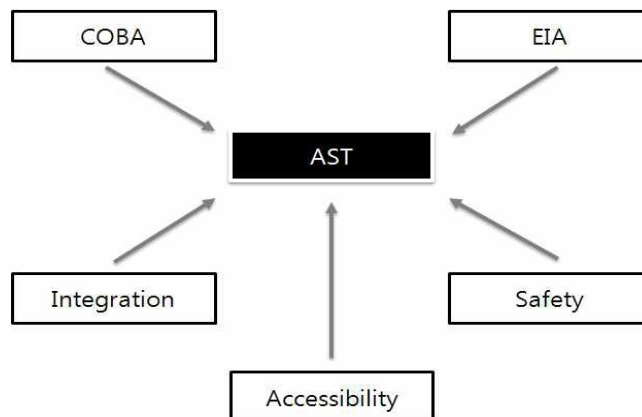 COBA
EIA
AST
Integration
Safety
Accessibility